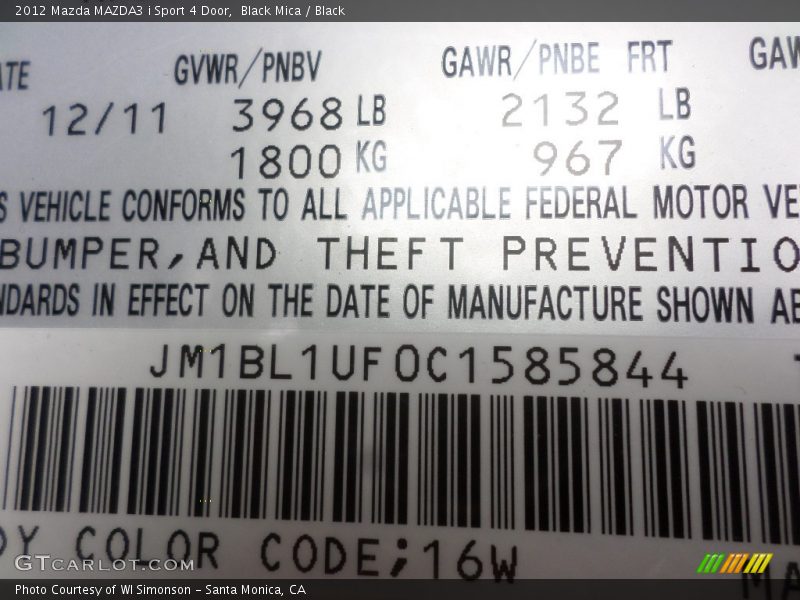 2012 Mazda MAZDA3 i Sport 4 Door, Black Mica / Black
GVWR/PNBV GAWR/PNBE FRT
12/11 3968 LB 2132 LB
1800 KG 967 KG
VEHICLE CONFORMS TO ALL APPLICABLE FEDERAL MOTOR
BUMPER, AND THEFT PREVENTIO
IN EFFECT ON THE DATE OF MANUFACTURE SHOWN
JM1BL1UF0C1585844
COLOR CODE;16W
GTCARLOT.COM
Photo Courtesy of WI Simonson – Santa Monica, CA